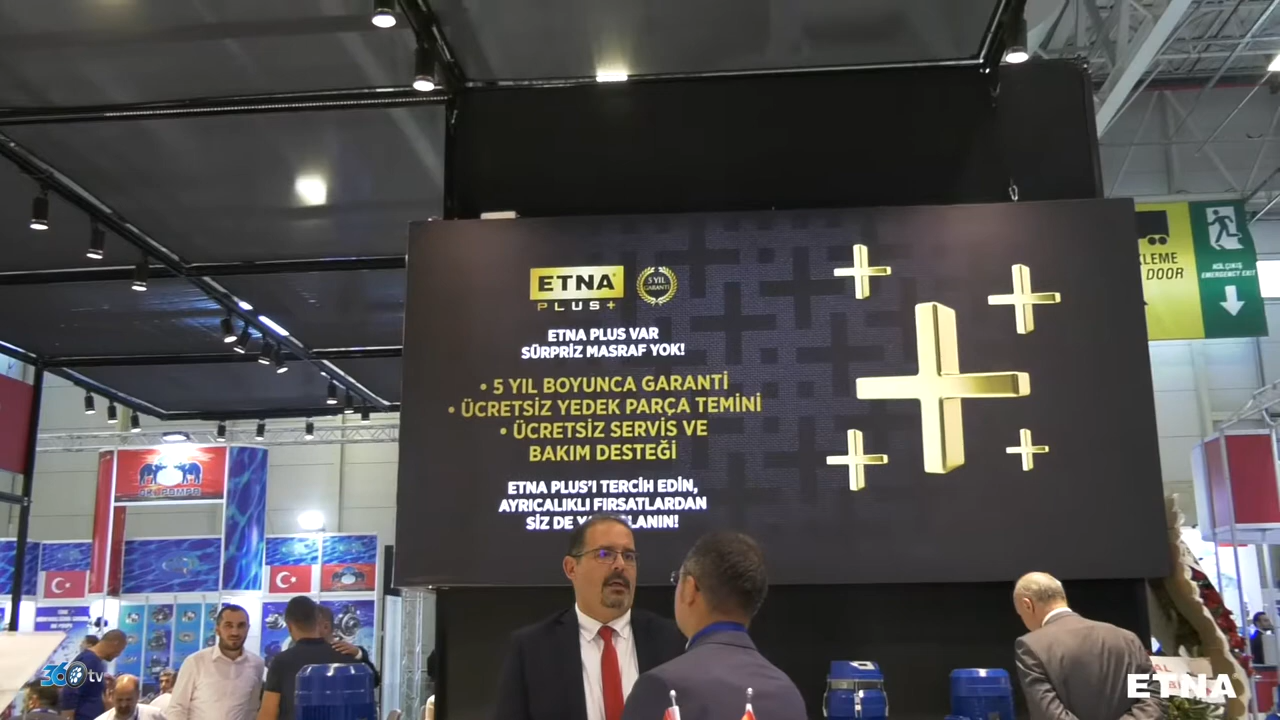 ETNA
PLUS+
5 YIL
GARANTİ
ETNA PLUS VAR
SÜRPRİZ MASRAF YOK!
• 5 YIL BOYUNCA GARANTİ
• ÜCRETSİZ YEDEK PARÇA TEMİNİ
• ÜCRETSİZ SERVİS VE
BAKIM DESTEĞİ
ETNA PLUS'I TERCİH EDİN,
AYRICALIKLI FIRSATLARDAN
SİZ DE
DOOR
ACİL ÇIKIŞ
EMERGENCY EXIT
POMPA
360tv
ETNA